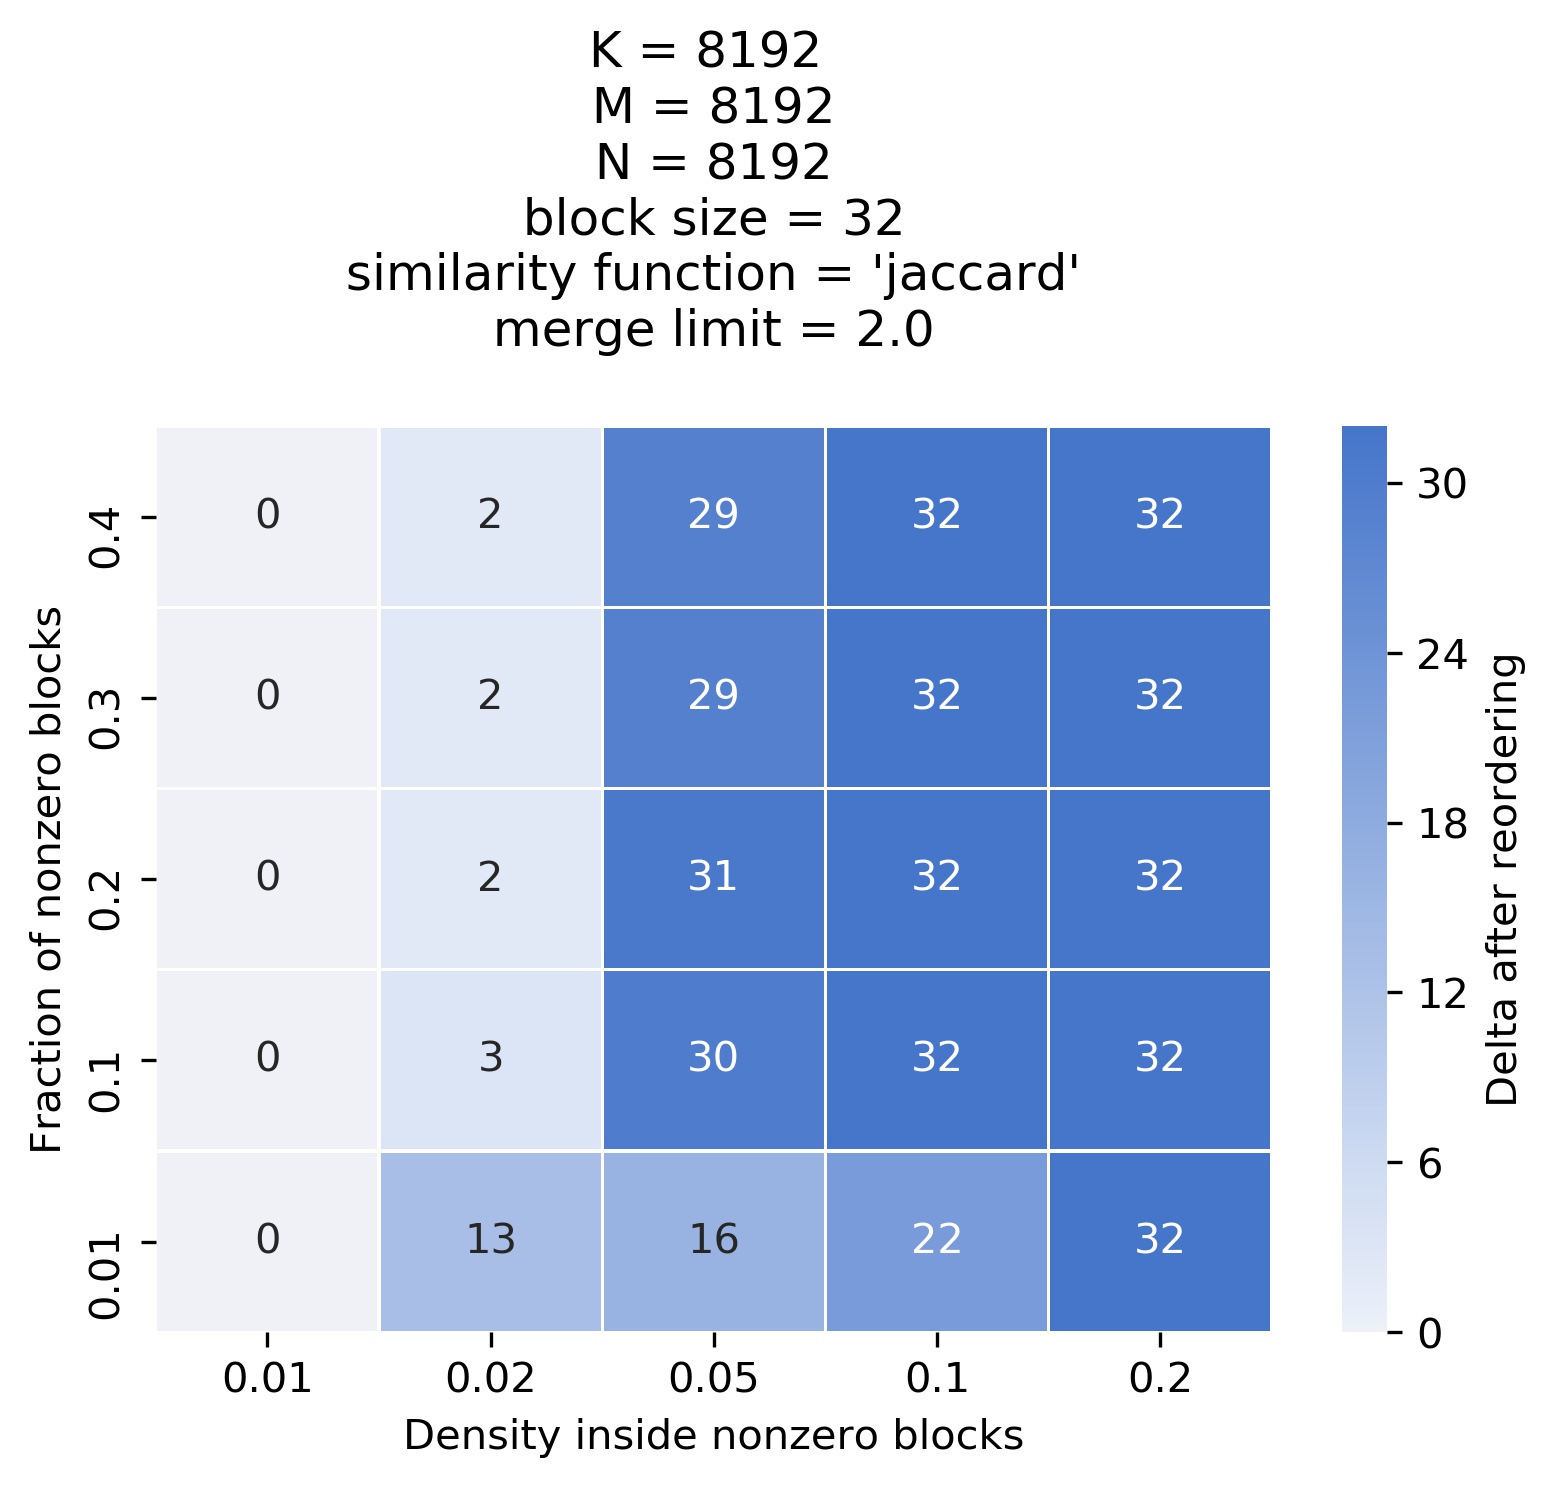 K = 8192
M = 8192
N = 8192
block size = 32
similarity function = 'jaccard'
merge limit = 2.0
Fraction of nonzero blocks
0.4 0 2 29 32 32
0.3 0 2 29 32 32
0.2 0 2 31 32 32
0.1 0 3 30 32 32
0.01 0 13 16 22 32
0.01 0.02 0.05 0.1 0.2
Density inside nonzero blocks
30
24
18
12
6
0
Delta after reordering